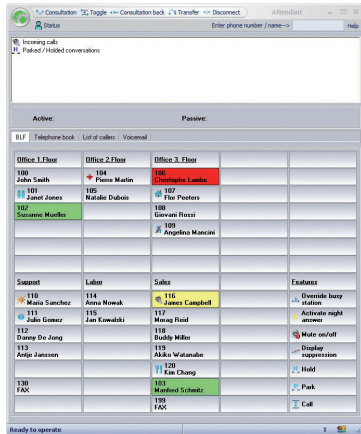 Consultation Toggle Consultation back Transfer Disconnect Attendant
Status Enter phone number / name--> Help
Incoming calls
Parked / Holded conversations
Active: Passive:
BLF Telephone book List of callers Voicemail
Office 1.Floor Office 2.Floor Office 3. Floor
100 104 106
John Smith Pierre Martin Christophe Lambe
101 105 107
Janet Jones Natalie Dubois Flor Peeters
102 108
Suzanne Mueller Giovani Rossi
109
Angelina Mancini
Support Labor Sales Features
110 114 116 Override busy
Maria Sanchez Anna Nowak James Campbell station
111 115 117 Activate night
Julio Gomez Jan Kowalski Morag Reid answer
112 118 Mute on/off
Danny De Jong Buddy Miller
113 119 Display
Antje Janssen Akiko Watanabe suppression
120 Hold
Kim Chang
130 103 Park
FAX Manfred Schmitz
199 Call
FAX
Ready to operate T